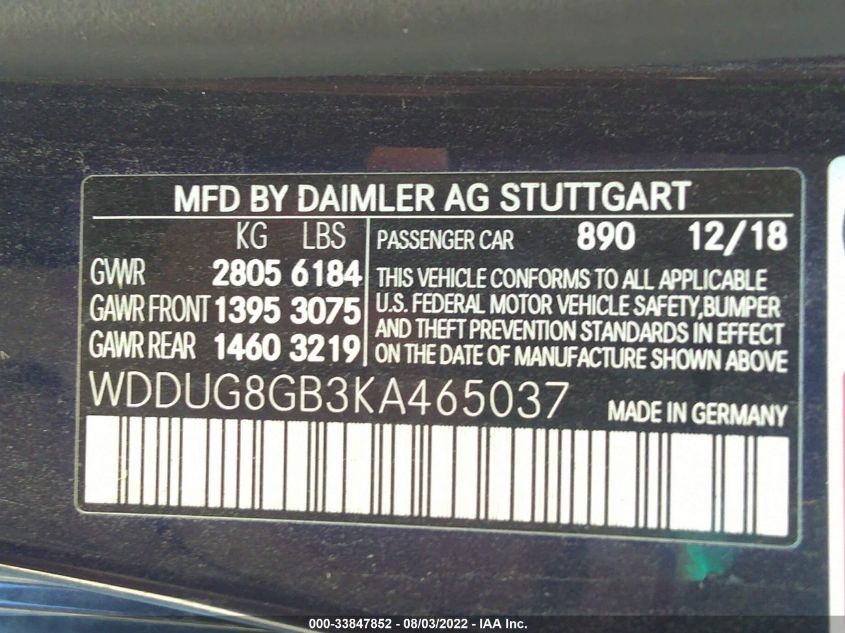 MFD BY DAIMLER AG STUTTGART
KG LBS
GVWR 2805 6184
GAWR FRONT 1395 3075
GAWR REAR 1460 3219
PASSENGER CAR 890 12/18
THIS VEHICLE CONFORMS TO ALL APPLICABLE
U.S. FEDERAL MOTOR VEHICLE SAFETY,BUMPER
AND THEFT PREVENTION STANDARDS IN EFFECT
ON THE DATE OF MANUFACTURE SHOWN ABOVE
WDDUG8GB3KA465037 MADE IN GERMANY
000-33847852 - 08/03/2022 - IAA Inc.